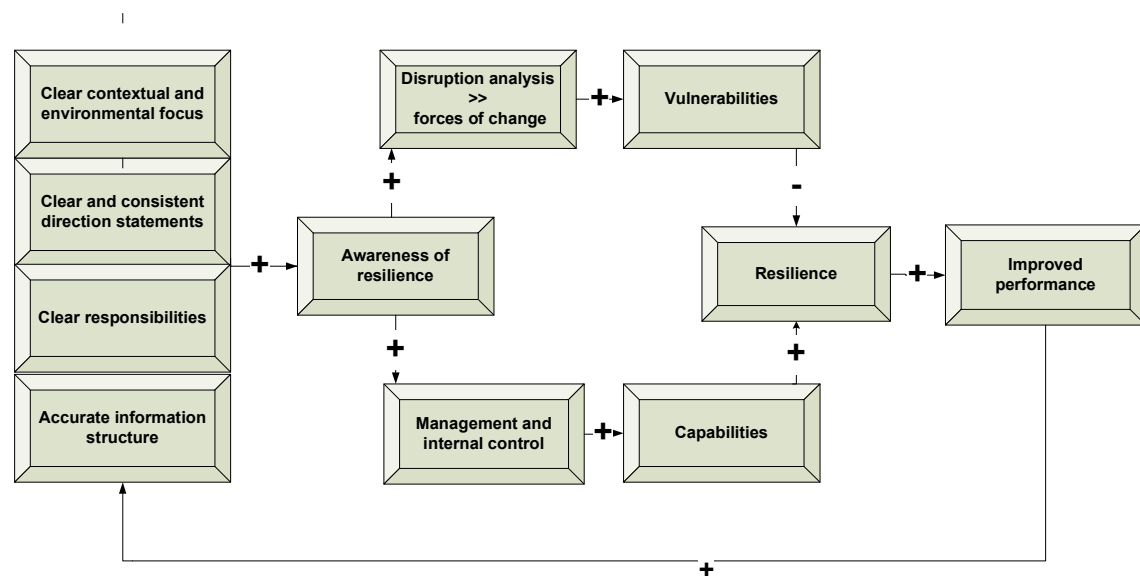 Clear contextual and
environmental focus
Clear and consistent
direction statements
Clear responsibilities
Accurate information
structure
+
Awareness of
resilience
+
Disruption analysis
>>
forces of change
+
Vulnerabilities
-
+
Management and
internal control
+
Capabilities
+
Resilience
+
Improved
performance
+